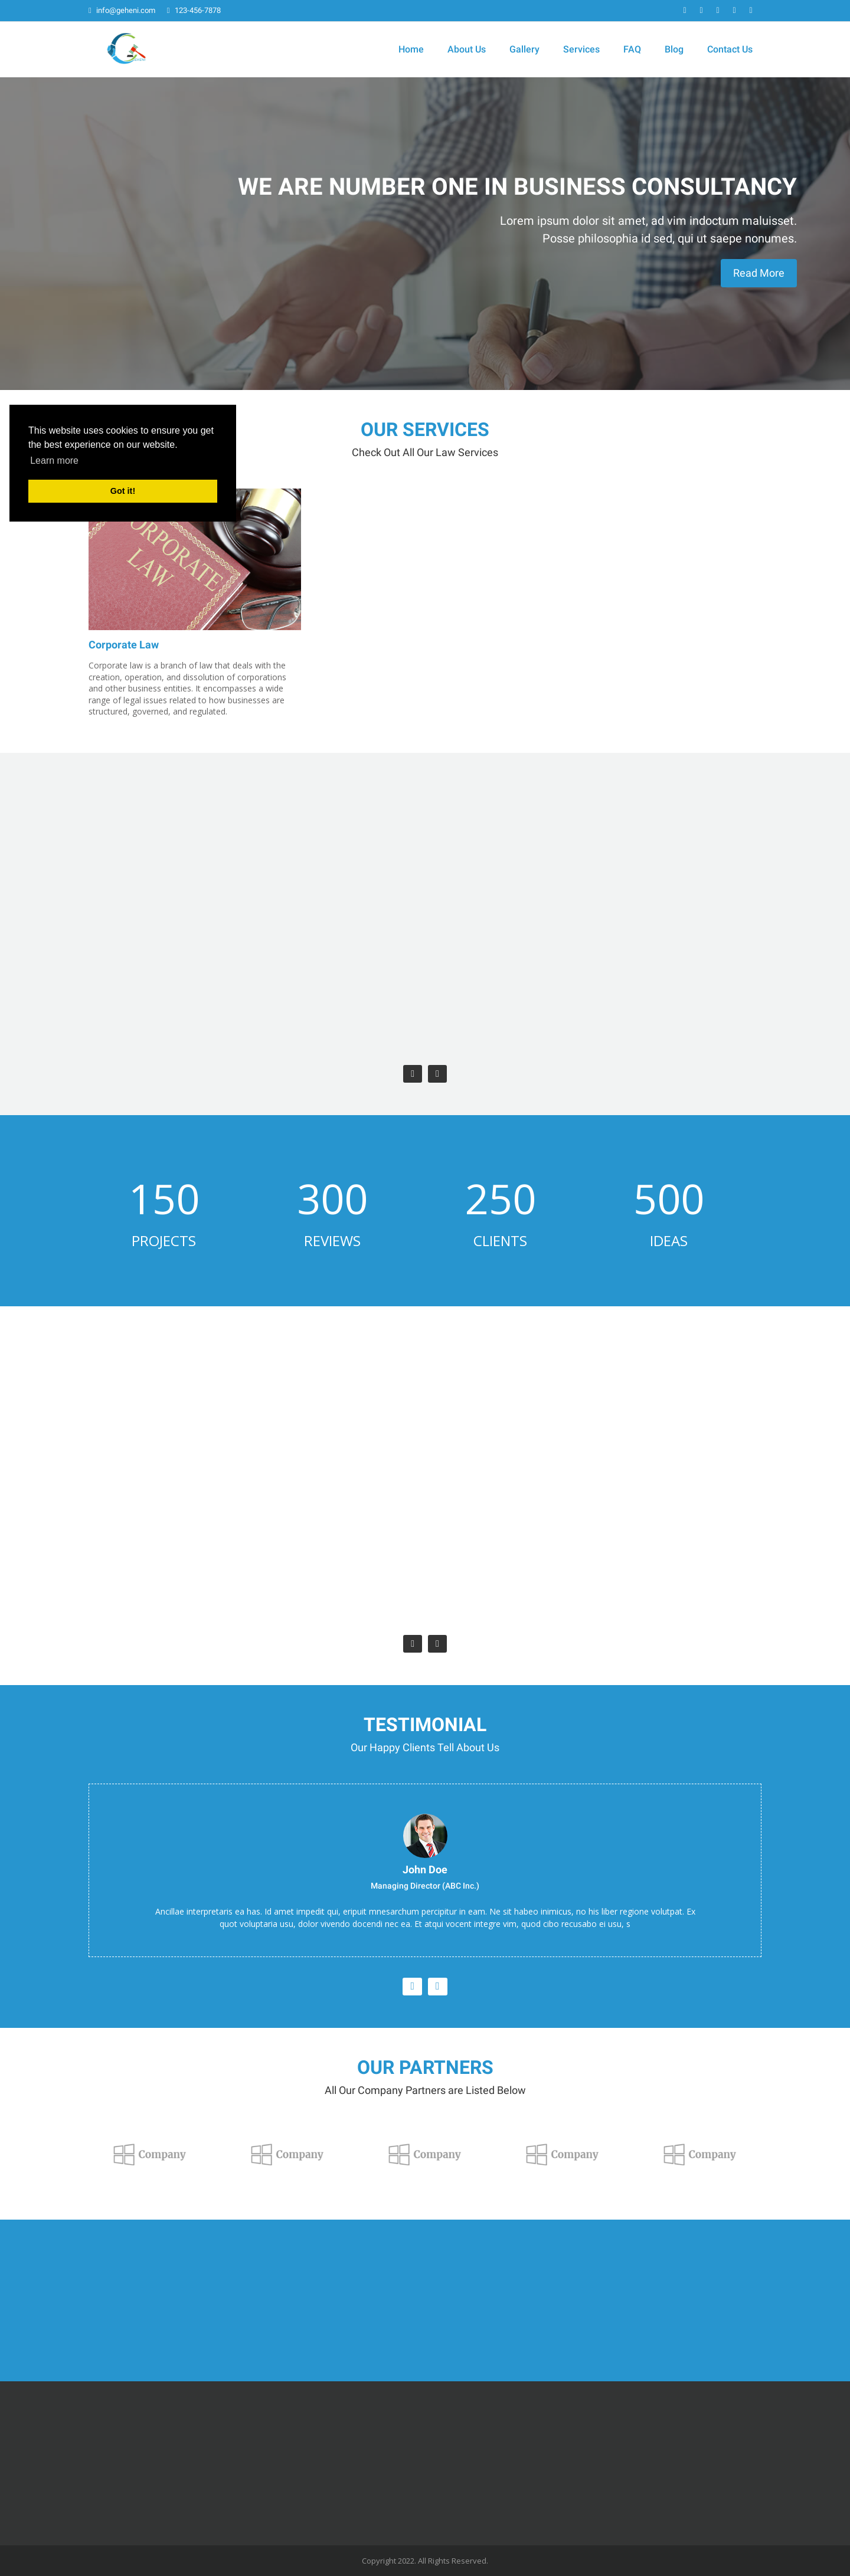 info@geheni.com 123-456-7878
Home About Us Gallery Services FAQ Blog Contact Us
WE ARE NUMBER ONE IN BUSINESS CONSULTANCY
Lorem ipsum dolor sit amet, ad vim indoctum maluisset.
Posse philosophia id sed, qui ut saepe nonumes.
Read More
OUR SERVICES
Check Out All Our Law Services
This website uses cookies to ensure you get
the best experience on our website.
Learn more
Got it!
CORPORATE
LAW
Corporate Law
Corporate law is a branch of law that deals with the
creation, operation, and dissolution of corporations
and other business entities. It encompasses a wide
range of legal issues related to how businesses are
structured, governed, and regulated.
150 300 250 500
PROJECTS REVIEWS CLIENTS IDEAS
TESTIMONIAL
Our Happy Clients Tell About Us
John Doe
Managing Director (ABC Inc.)
Ancillae interpretaris ea has. Id amet impedit qui, eripuit mnesarchum percipitur in eam. Ne sit habeo inimicus, no his liber regione volutpat. Ex
quot voluptaria usu, dolor vivendo docendi nec ea. Et atqui vocent integre vim, quod cibo recusabo ei usu, s
OUR PARTNERS
All Our Company Partners are Listed Below
Company Company Company Company Company
Copyright 2022. All Rights Reserved.